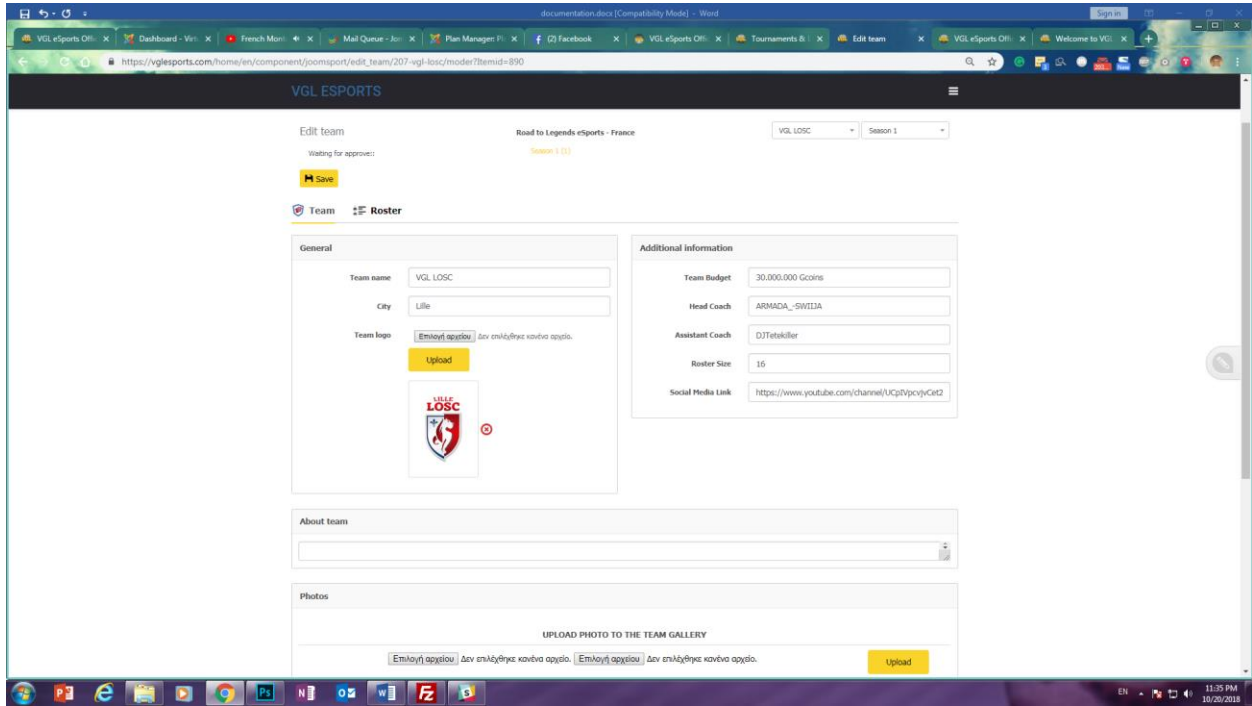 documentation.docx [Compatibility Mode] - Word
Sign in
VGL eSports Offi
Dashboard - Virt
French Mont
Mail Queue - Jor
Plan Manager: Pl
(2) Facebook
VGL eSports Offi
Tournaments & L
Edit team
VGL eSports Offi
Welcome to VGL
https://vglesports.com/home/en/component/joomsport/edit_team/207-vgl-losc/moder?Itemid=890
VGL ESPORTS
Edit team
Road to Legends eSports - France
VGL LOSC
Season 1
Waiting for approve::
Season 1 (1)
Save
Team
Roster
General
Additional information
Team name
VGL LOSC
Team Budget
30.000.000 Gcoins
City
Lille
Head Coach
ARMADA_-SWIIJA
Team logo
Επιλογή αρχείου Δεν επιλέχθηκε κανένα αρχείο.
Assistant Coach
DJTetekiller
Upload
Roster Size
16
Social Media Link
https://www.youtube.com/channel/UCpIVpcvjvCet2
LILLE
LOSC
About team
Photos
UPLOAD PHOTO TO THE TEAM GALLERY
Επιλογή αρχείου Δεν επιλέχθηκε κανένα αρχείο. Επιλογή αρχείου Δεν επιλέχθηκε κανένα αρχείο.
Upload
EN
11:35 PM
10/20/2018